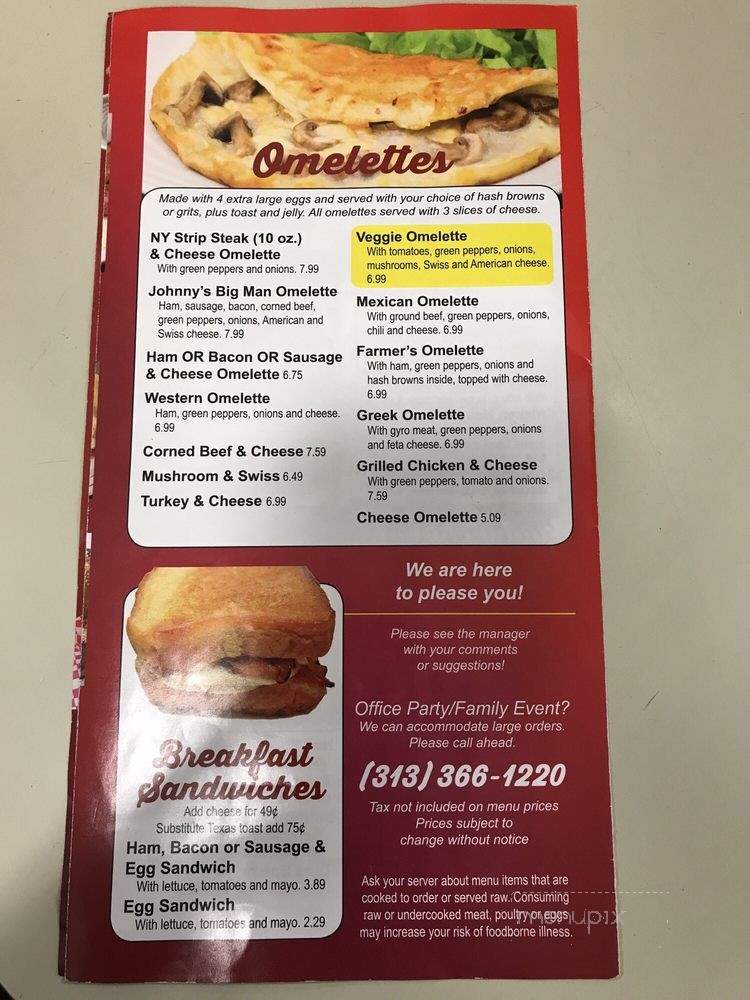 Omelettes
Made with 4 extra large eggs and served with your choice of hash browns
or grits, plus toast and jelly. All omelettes served with 3 slices of cheese.
NY Strip Steak (10 oz.)
& Cheese Omelette
With green peppers and onions. 7.99
Johnny's Big Man Omelette
Ham, sausage, bacon, corned beef,
green peppers, onions, American and
Swiss cheese. 7.99
Ham OR Bacon OR Sausage
& Cheese Omelette 6.75
Western Omelette
Ham, green peppers, onions and cheese.
6.99
Corned Beef & Cheese 7.59
Mushroom & Swiss 6.49
Turkey & Cheese 6.99
Veggie Omelette
With tomatoes, green peppers, onions,
mushrooms, Swiss and American cheese.
6.99
Mexican Omelette
With ground beef, green peppers, onions,
chili and cheese. 6.99
Farmer's Omelette
With ham, green peppers, onions and
hash browns inside, topped with cheese.
6.99
Greek Omelette
With gyro meat, green peppers, onions
and feta cheese. 6.99
Grilled Chicken & Cheese
With green peppers, tomato and onions.
7.59
Cheese Omelette 5.09
Breakfast
Sandwiches
Add cheese for 49¢
Substitute Texas toast add 75¢
Ham, Bacon or Sausage &
Egg Sandwich
With lettuce, tomatoes and mayo. 3.89
Egg Sandwich
With lettuce, tomatoes and mayo. 2.29
We are here
to please you!
Please see the manager
with your comments
or suggestions!
Office Party/Family Event?
We can accommodate large orders.
Please call ahead.
(313) 366-1220
Tax not included on menu prices
Prices subject to
change without notice
Ask your server about menu items that are
cooked to order or served raw. Consuming
raw or undercooked meat, poultry or eggs
may increase your risk of foodborne illness.
menupix